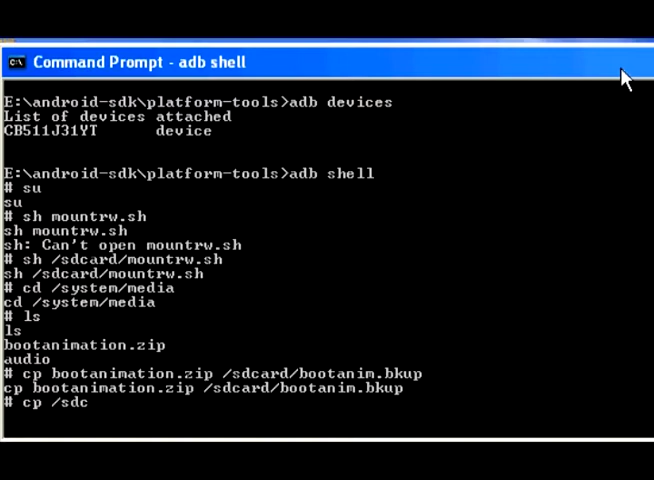 Command Prompt - adb shell
E:\android-sdk\platform-tools>adb devices
List of devices attached
CB511J31YT device
E:\android-sdk\platform-tools>adb shell
# su
su
# sh mountrw.sh
sh mountrw.sh
sh: Can't open mountrw.sh
# sh /sdcard/mountrw.sh
sh /sdcard/mountrw.sh
# cd /system/media
cd /system/media
# ls
ls
bootanimation.zip
audio
# cp bootanimation.zip /sdcard/bootanim.bkup
cp bootanimation.zip /sdcard/bootanim.bkup
# cp /sdc